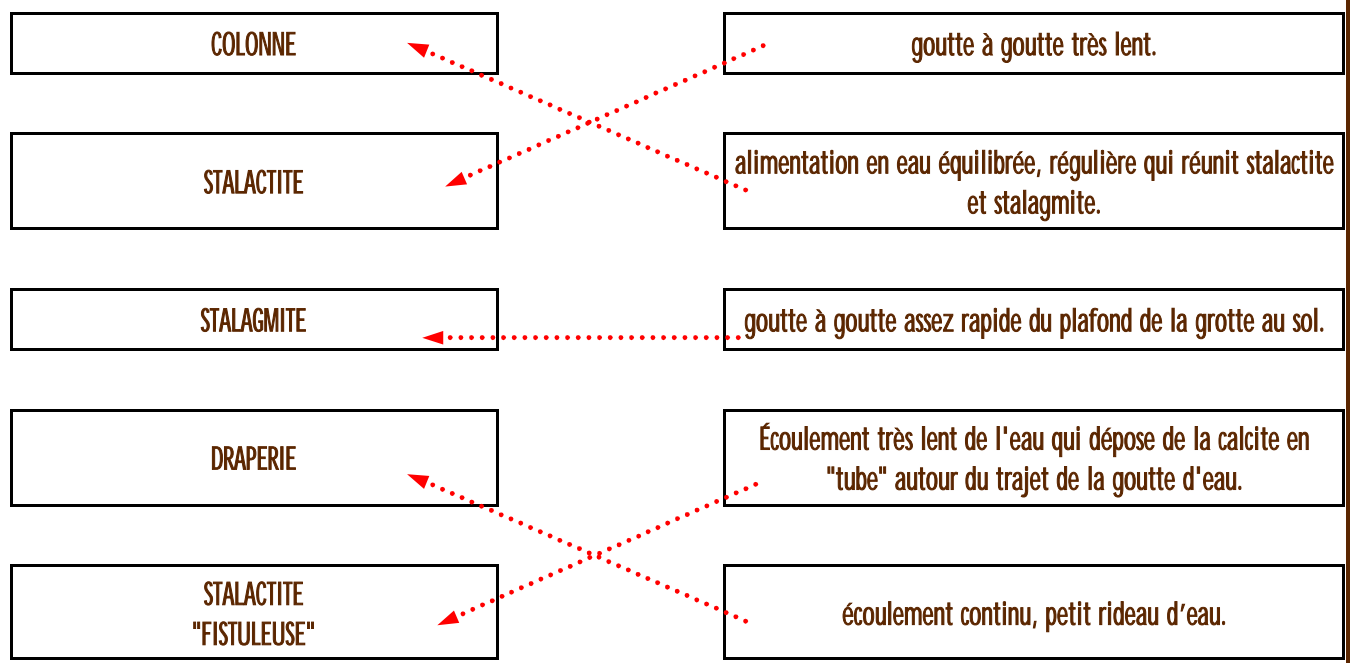 COLONNE
goutte à goutte très lent.
STALACTITE
alimentation en eau équilibrée, régulière qui réunit stalactite
et stalagmite.
STALAGMITE
goutte à goutte assez rapide du plafond de la grotte au sol.
DRAPERIE
Écoulement très lent de l'eau qui dépose de la calcite en
"tube" autour du trajet de la goutte d'eau.
STALACTITE
"FISTULEUSE"
écoulement continu, petit rideau d’eau.